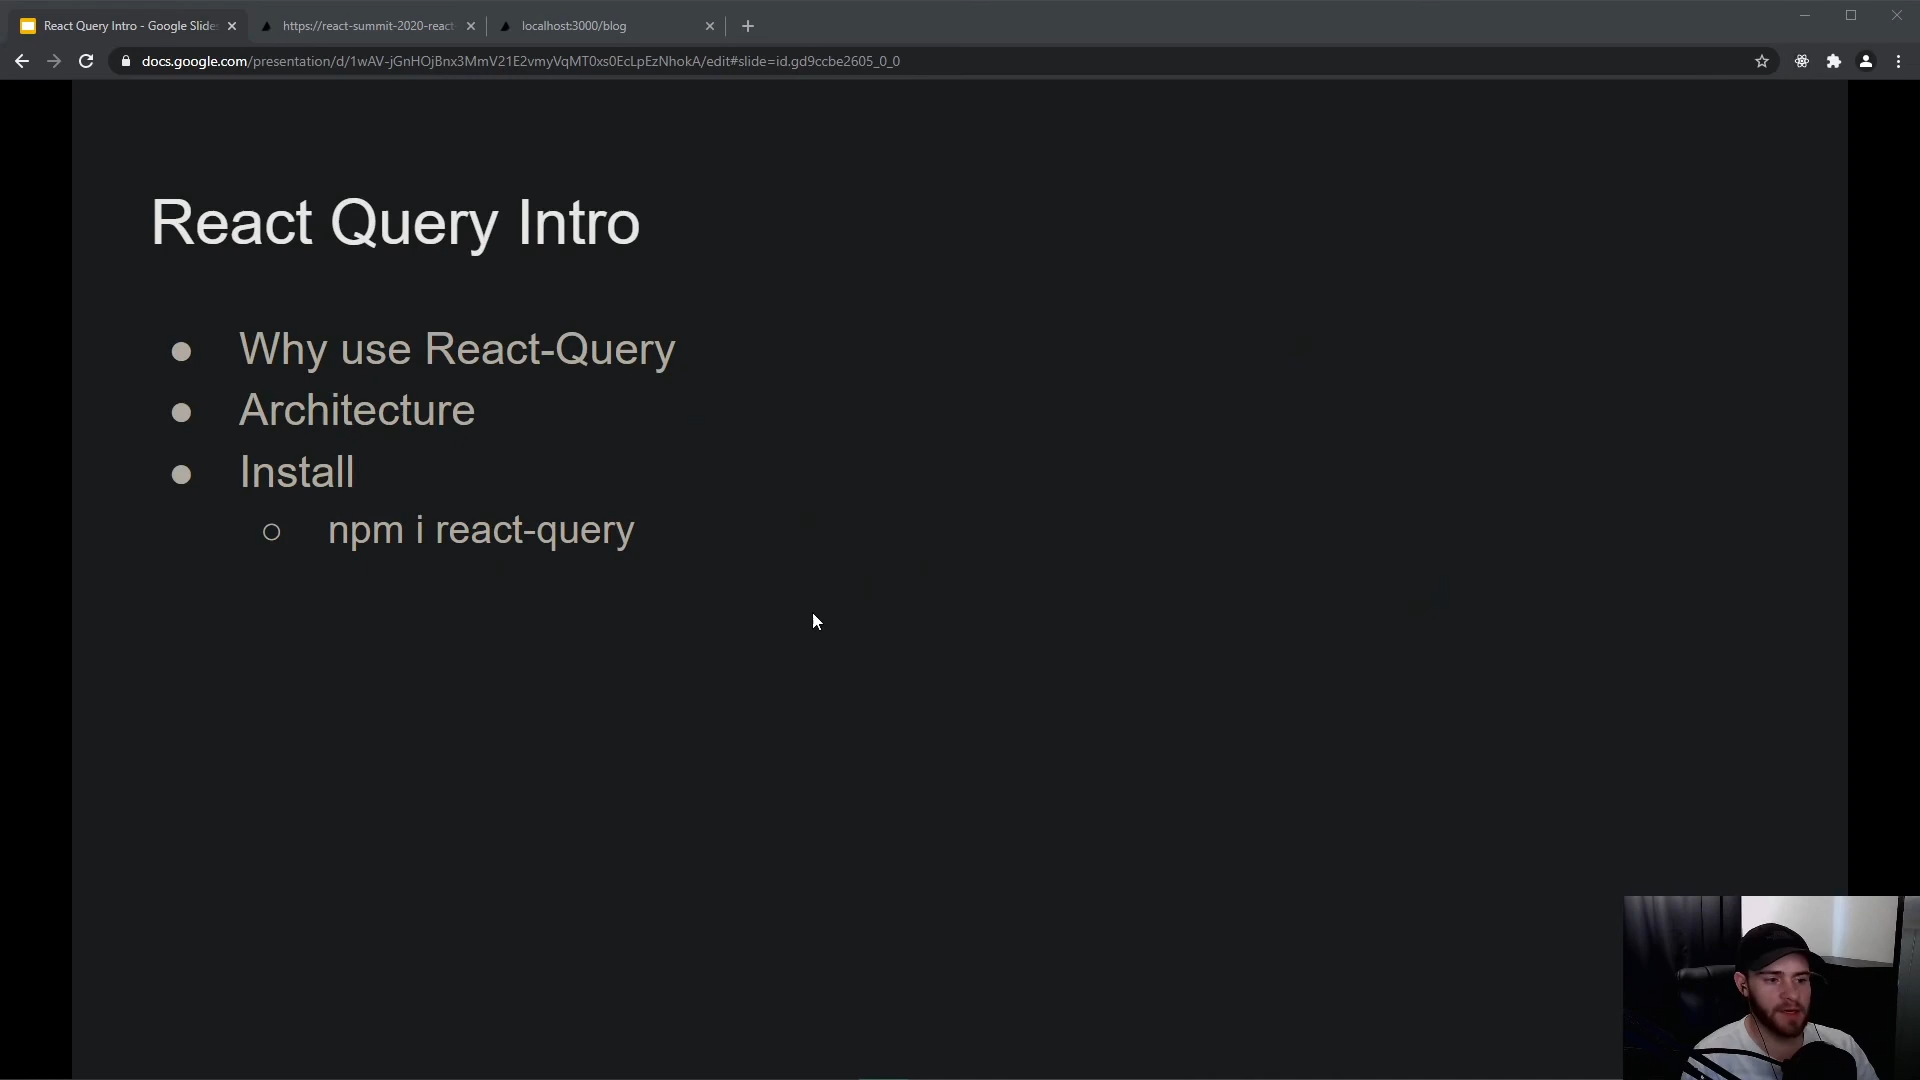 React Query Intro - Google Slides
https://react-summit-2020-react
localhost:3000/blog
docs.google.com/presentation/d/1wAV-jGnHOjBnx3MmV21E2vmyVqMT0xs0EcLpEzNhokA/edit#slide=id.gd9ccbe2605_0_0
React Query Intro
● Why use React-Query
● Architecture
● Install
○ npm i react-query